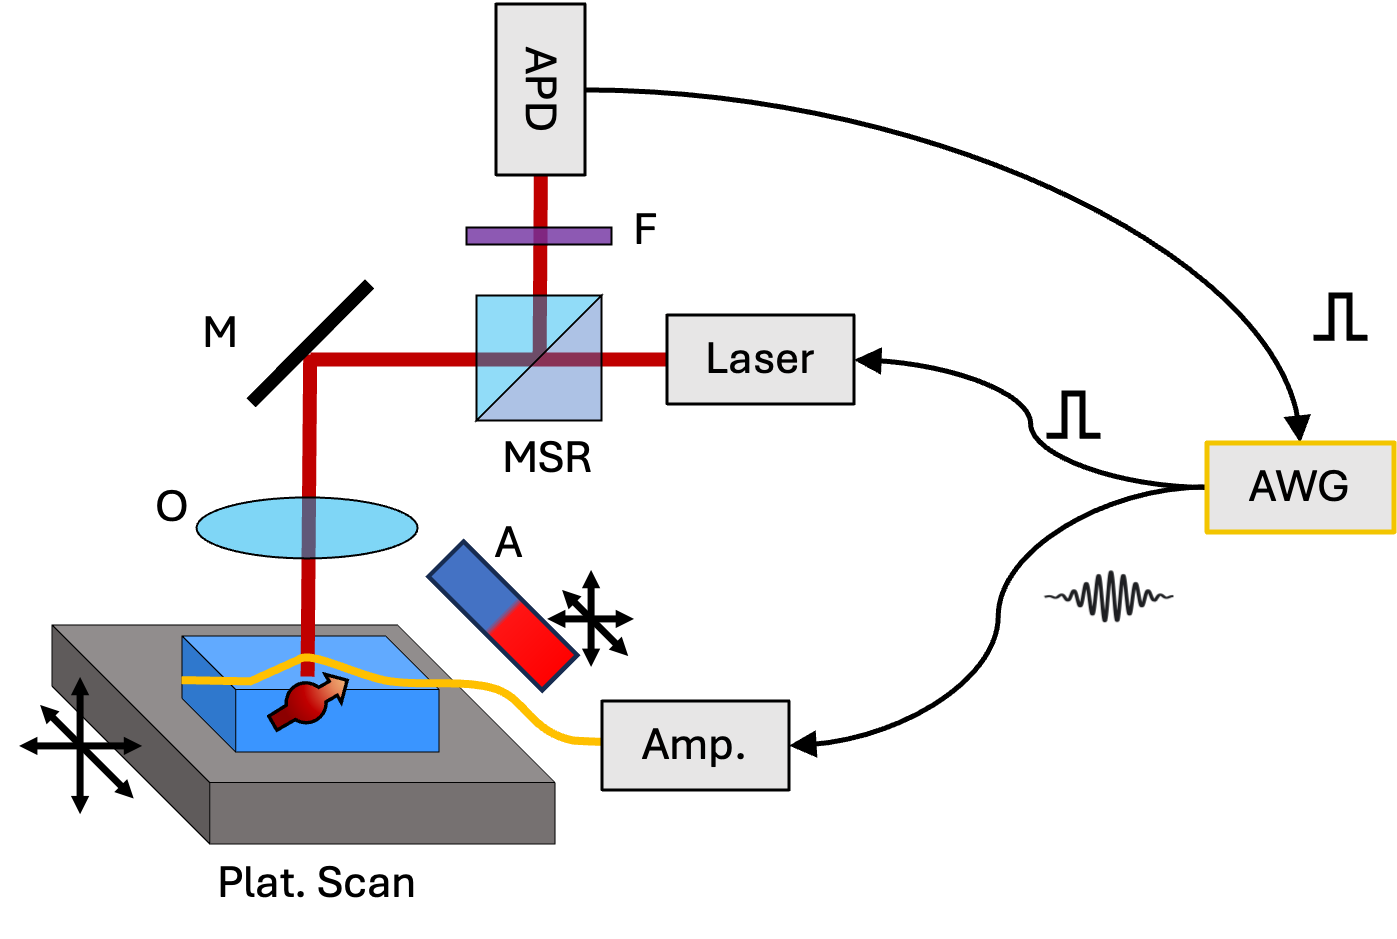 APD
F
M
Laser
MSR
AWG
O
A
Amp.
Plat. Scan